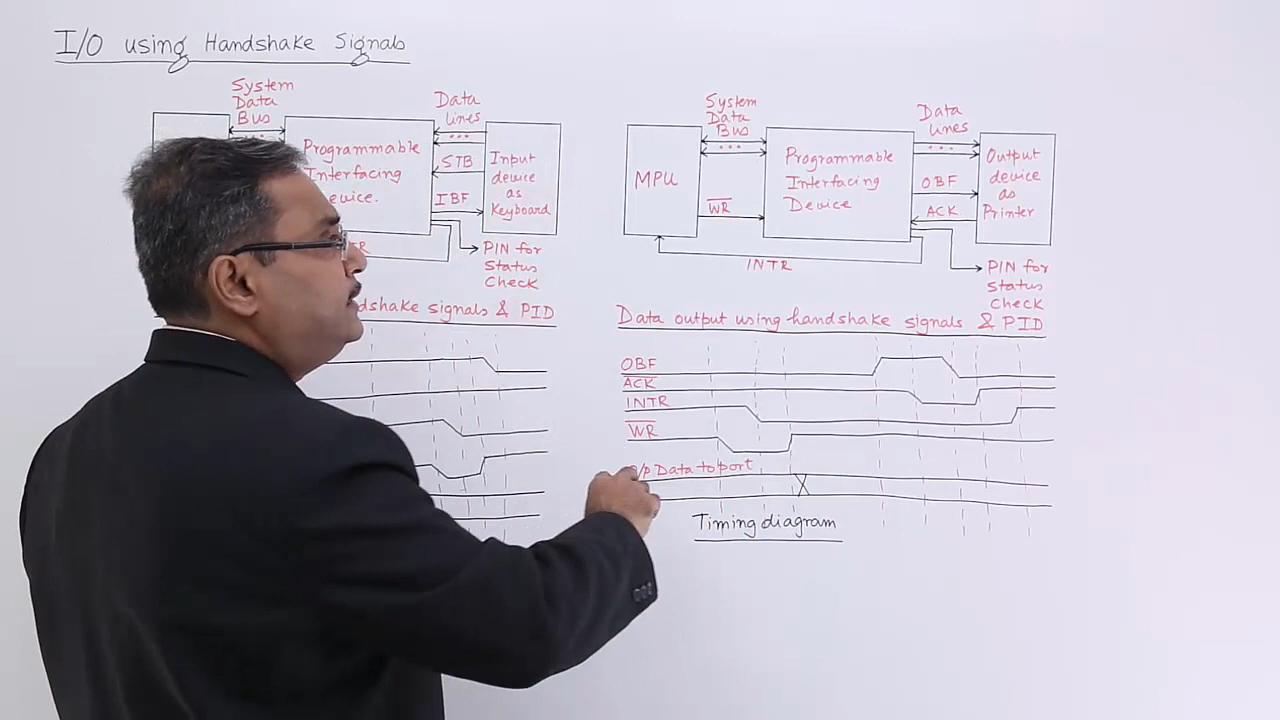 I/O using Handshake Signals
System
Data
Bus
Data
lines
Programmable
Interfacing
Device.
STB
IBF
Input
device
as
Keyboard
PIN for
Status
Check
handshake signals & PID
System
Data
Bus
Data
Lines
MPU
WR
Programmable
Interfacing
Device
OBF
ACK
Output
device
as
Printer
INTR
PIN for
Status
Check
Data output using handshake signals & PID
OBF
ACK
INTR
WR
O/p Data to port
Timing diagram